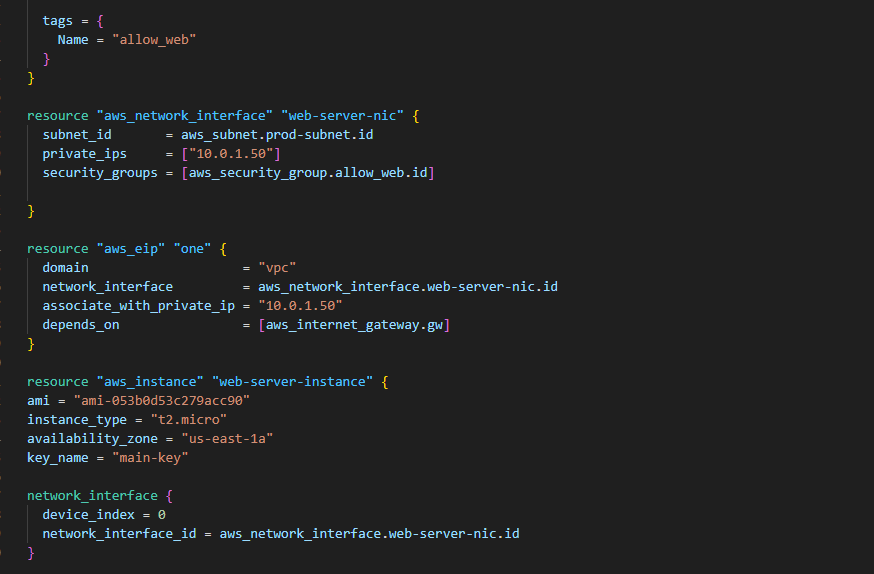 tags = {
Name = "allow_web"
}
}
resource "aws_network_interface" "web-server-nic" {
subnet_id       = aws_subnet.prod-subnet.id
private_ips     = ["10.0.1.50"]
security_groups = [aws_security_group.allow_web.id]
}
resource "aws_eip" "one" {
domain                    = "vpc"
network_interface         = aws_network_interface.web-server-nic.id
associate_with_private_ip = "10.0.1.50"
depends_on                = [aws_internet_gateway.gw]
}
resource "aws_instance" "web-server-instance" {
ami = "ami-053b0d53c279acc90"
instance_type = "t2.micro"
availability_zone = "us-east-1a"
key_name = "main-key"
network_interface {
device_index = 0
network_interface_id = aws_network_interface.web-server-nic.id
}